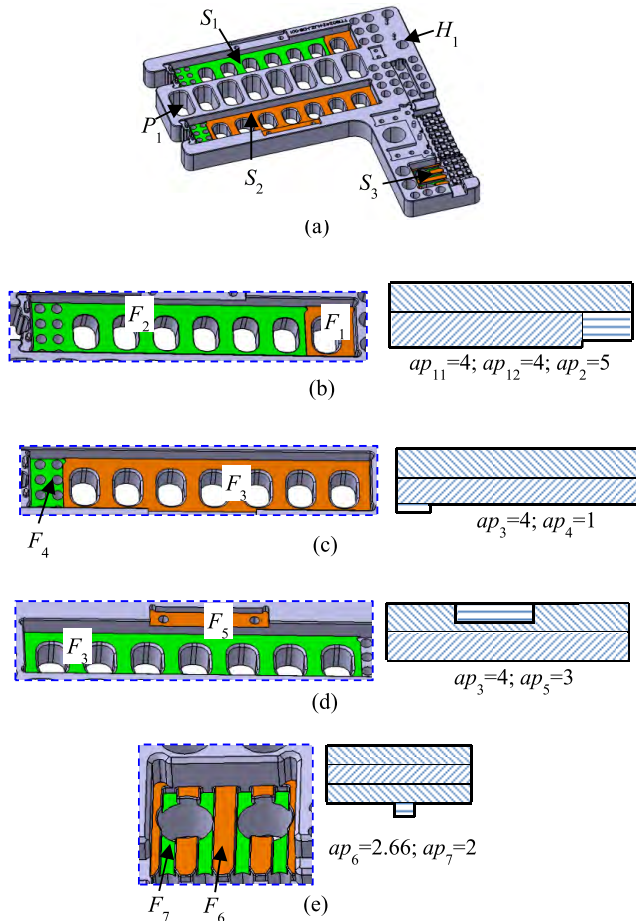 S₁
H₁
P₁
S₂
S₃
(a)
F₂
F₁
ap₁₁=4; ap₁₂=4; ap₂=5
(b)
F₃
F₄
ap₃=4; ap₄=1
(c)
F₅
F₃
ap₃=4; ap₅=3
(d)
ap₆=2.66; ap₇=2
F₇
F₆
(e)